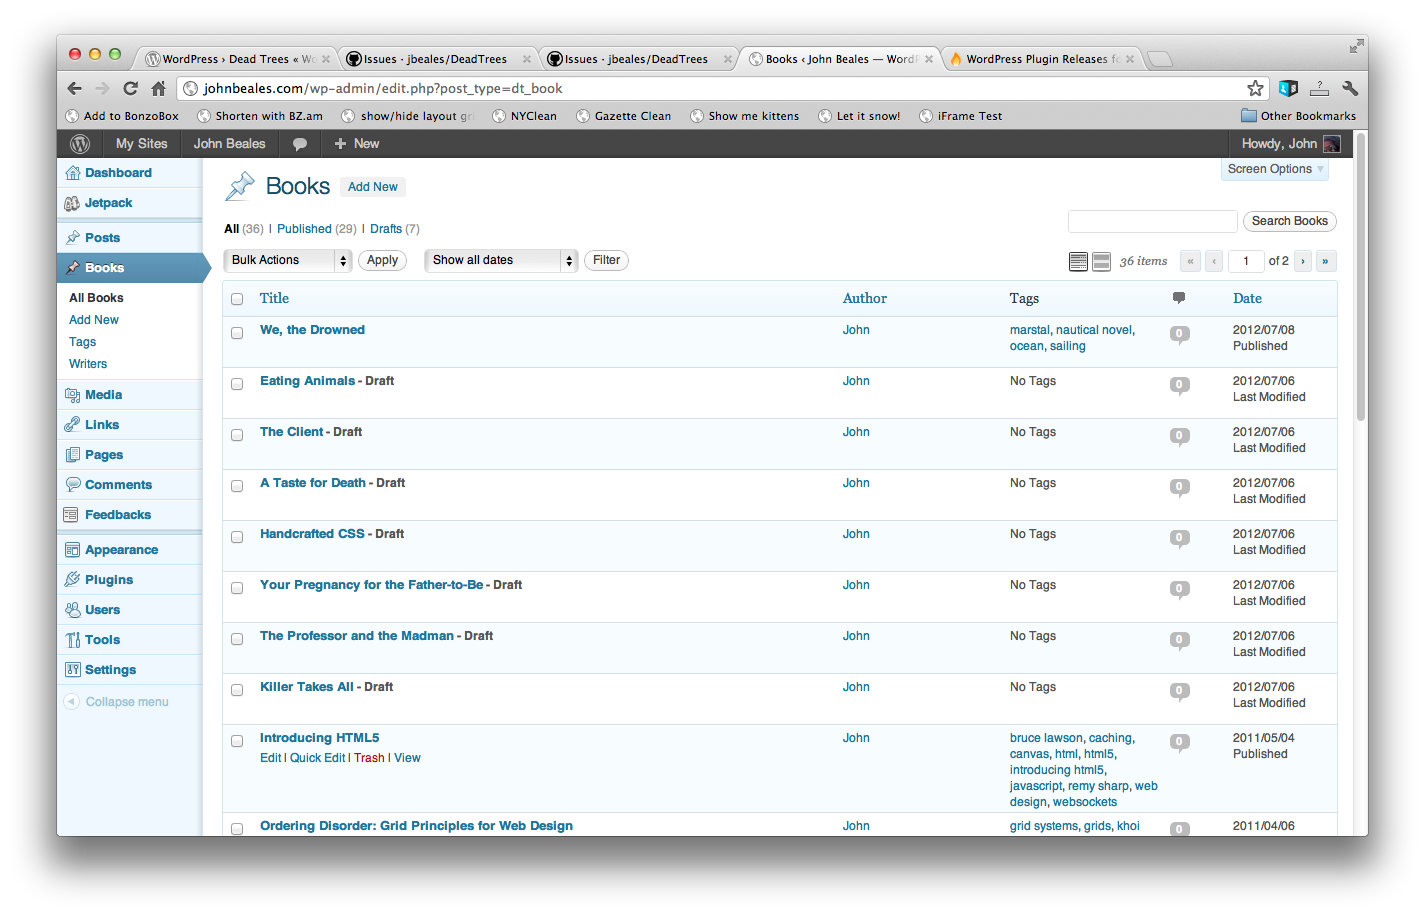 WordPress › Dead Trees « Wo
Issues · jbeales/DeadTrees
Issues · jbeales/DeadTrees
Books ‹ John Beales — WordP
WordPress Plugin Releases fo
johnbeales.com/wp-admin/edit.php?post_type=dt_book
Add to BonzoBox
Shorten with BZ.am
show/hide layout gr
NYClean
Gazette Clean
Show me kittens
Let it snow!
iFrame Test
Other Bookmarks
My Sites
John Beales
+ New
Howdy, John
Dashboard
Jetpack
Posts
Books
All Books
Add New
Tags
Writers
Media
Links
Pages
Comments
Feedbacks
Appearance
Plugins
Users
Tools
Settings
Collapse menu
Screen Options
Books Add New
All (36) | Published (29) | Drafts (7)
Search Books
Bulk Actions Apply Show all dates Filter
36 items « ‹ 1 of 2 › »
Title Author Tags Date
We, the Drowned John marstal, nautical novel, 0 2012/07/08
ocean, sailing Published
Eating Animals - Draft John No Tags 0 2012/07/06
Last Modified
The Client - Draft John No Tags 0 2012/07/06
Last Modified
A Taste for Death - Draft John No Tags 0 2012/07/06
Last Modified
Handcrafted CSS - Draft John No Tags 0 2012/07/06
Last Modified
Your Pregnancy for the Father-to-Be - Draft John No Tags 0 2012/07/06
Last Modified
The Professor and the Madman - Draft John No Tags 0 2012/07/06
Last Modified
Killer Takes All - Draft John No Tags 0 2012/07/06
Last Modified
Introducing HTML5 John bruce lawson, caching, 0 2011/05/04
Edit | Quick Edit | Trash | View canvas, html, html5, Published
introducing html5,
javascript, remy sharp, web
design, websockets
Ordering Disorder: Grid Principles for Web Design John grid systems, grids, khoi 0 2011/04/06